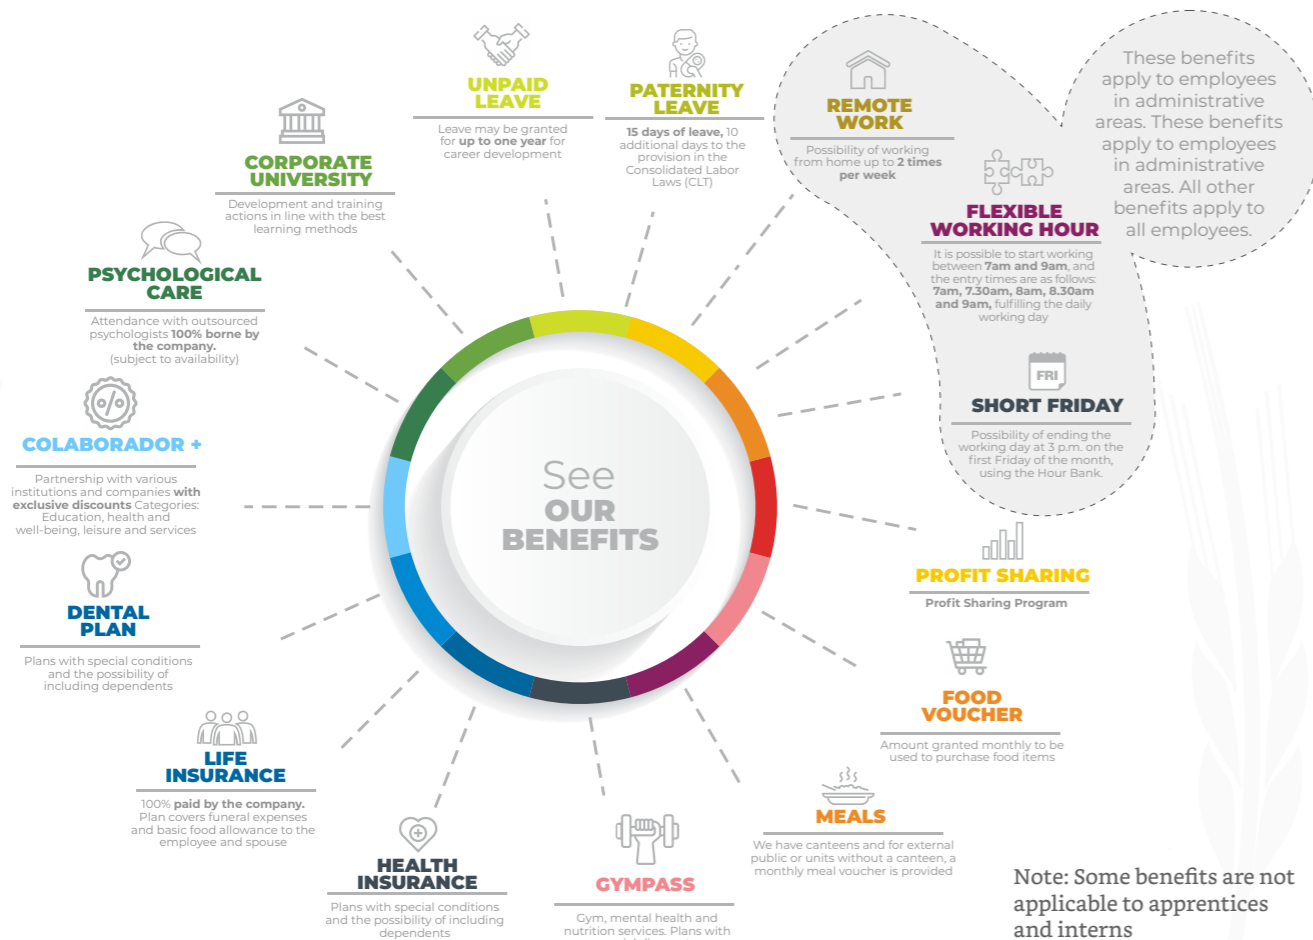 UNPAID
LEAVE
Leave may be granted
for up to one year for
career development
PATERNITY
LEAVE
15 days of leave, 10
additional days to the
provision in the
Consolidated Labor
Laws (CLT)
REMOTE
WORK
Possibility of working
from home up to 2 times
per week
These benefits
apply to employees
in administrative
areas. These benefits
apply to employees
in administrative
areas. All other
benefits apply to
all employees.
FLEXIBLE
WORKING HOUR
It is possible to start working
between 7am and 9am, and
the entry times are as follows:
7am, 7.30am, 8am, 8.30am
and 9am, fulfilling the daily
working day
FRI
SHORT FRIDAY
Possibility of ending the
working day at 3 p.m. on the
first Friday of the month,
using the Hour Bank.
PROFIT SHARING
Profit Sharing Program
FOOD
VOUCHER
Amount granted monthly to be
used to purchase food items
MEALS
We have canteens and for external
public or units without a canteen, a
monthly meal voucher is provided
GYMPASS
Gym, mental health and
nutrition services. Plans with
HEALTH
INSURANCE
Plans with special conditions
and the possibility of including
dependents
LIFE
INSURANCE
100% paid by the company.
Plan covers funeral expenses
and basic food allowance to the
employee and spouse
DENTAL
PLAN
Plans with special conditions
and the possibility of
including dependents
%
COLABORADOR +
Partnership with various
institutions and companies with
exclusive discounts Categories:
Education, health and
well-being, leisure and services
PSYCHOLOGICAL
CARE
Attendance with outsourced
psychologists 100% borne by
the company.
(subject to availability)
CORPORATE
UNIVERSITY
Development and training
actions in line with the best
learning methods
See
OUR
BENEFITS
Note: Some benefits are not
applicable to apprentices
and interns